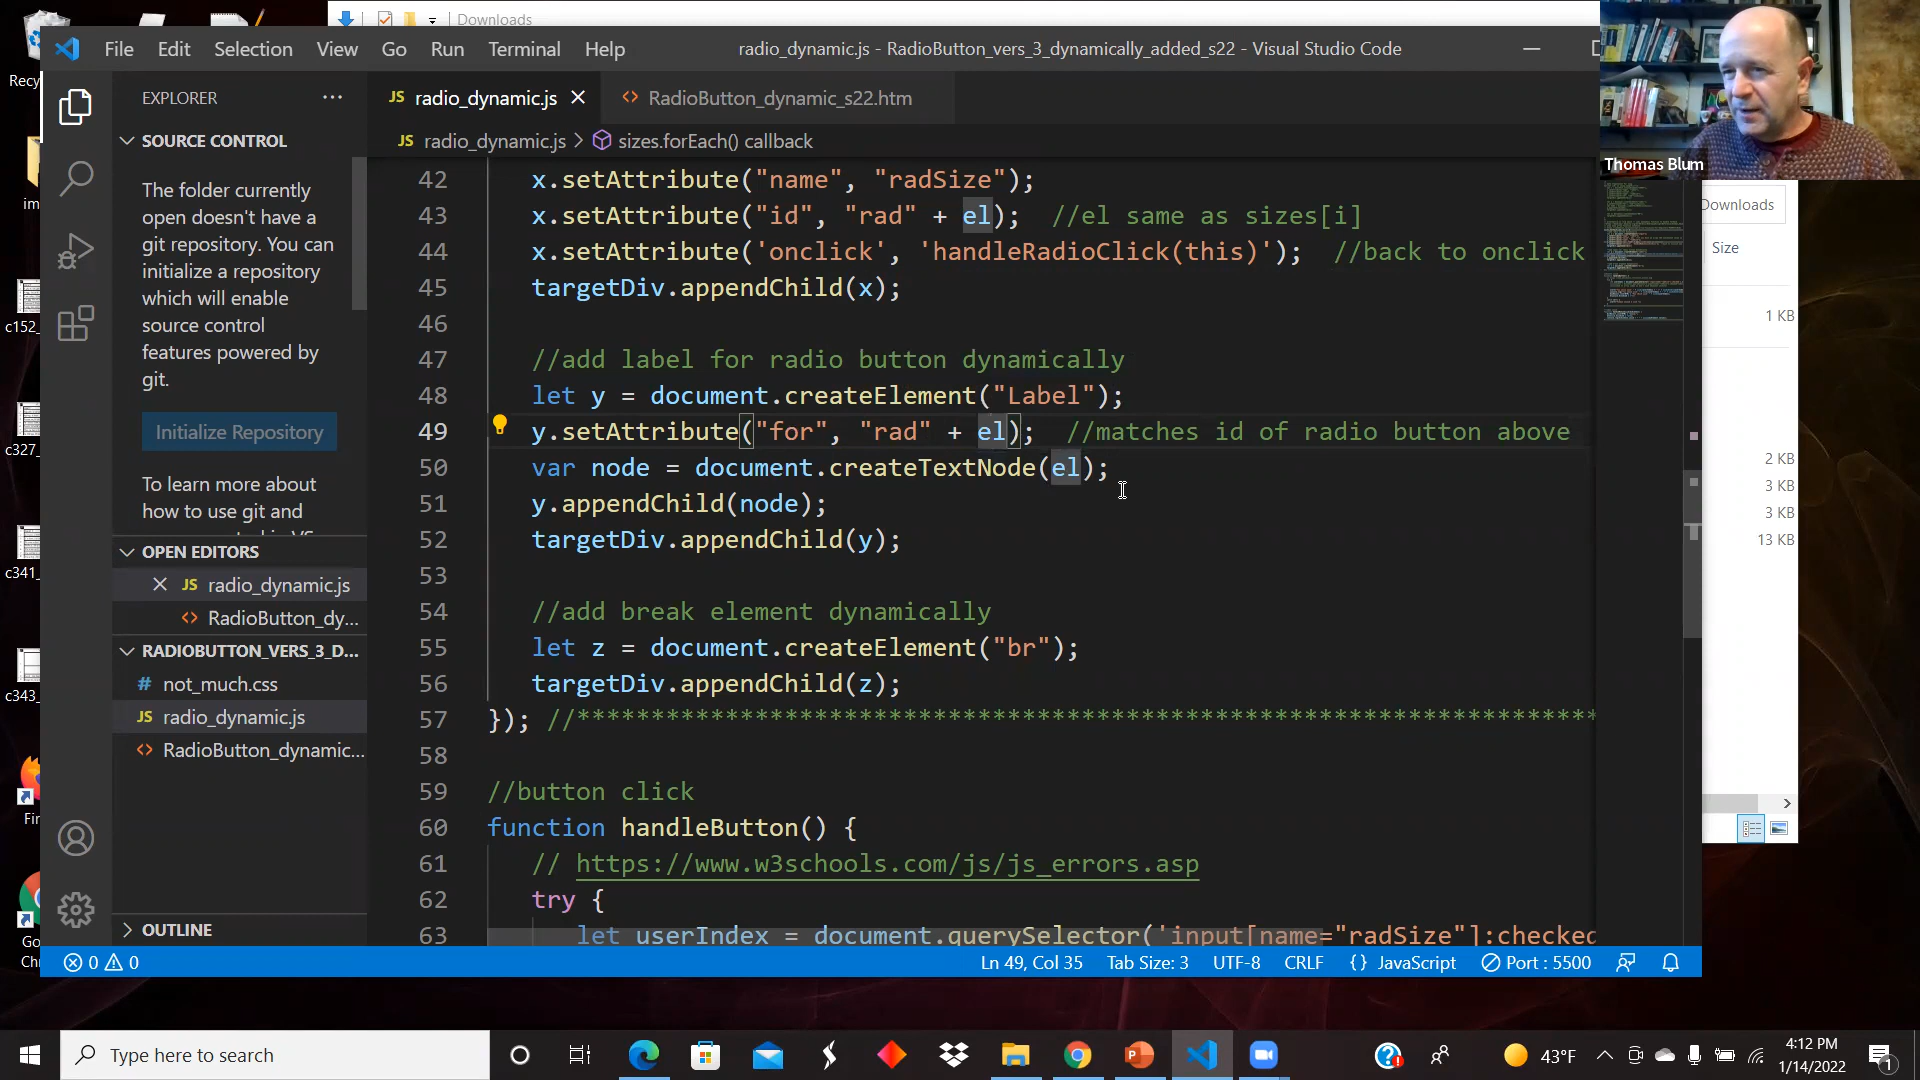 Downloads
File Edit Selection View Go Run Terminal Help
radio_dynamic.js - RadioButton_vers_3_dynamically_added_s22 - Visual Studio Code
Recy
EXPLORER
radio_dynamic.js
RadioButton_dynamic_s22.htm
radio_dynamic.js > sizes.forEach() callback
Thomas Blum
SOURCE CONTROL
The folder currently
open doesn't have a
git repository. You can
initialize a repository
which will enable
source control
features powered by
git.
Initialize Repository
To learn more about
how to use git and
OPEN EDITORS
radio_dynamic.js
RadioButton_dy...
RADIOBUTTON_VERS_3_D...
not_much.css
radio_dynamic.js
RadioButton_dynamic...
OUTLINE
im
c152_
c327_
c341_
c343_
Fir
Go
Chr
42 x.setAttribute("name", "radSize");
43 x.setAttribute("id", "rad" + el); //el same as sizes[i]
44 x.setAttribute('onclick', 'handleRadioClick(this)'); //back to onclick
45 targetDiv.appendChild(x);
46
47 //add label for radio button dynamically
48 let y = document.createElement("Label");
49 y.setAttribute("for", "rad" + el); //matches id of radio button above
50 var node = document.createTextNode(el);
51 y.appendChild(node);
52 targetDiv.appendChild(y);
53
54 //add break element dynamically
55 let z = document.createElement("br");
56 targetDiv.appendChild(z);
57 }); //*********************************************************************
58
59 //button click
60 function handleButton() {
61 // https://www.w3schools.com/js/js_errors.asp
62 try {
63 let userIndex = document.querySelector('input[name="radSize"]:checked
Downloads
Size
1 KB
2 KB
3 KB
3 KB
13 KB
0 0
Ln 49, Col 35 Tab Size: 3 UTF-8 CRLF {} JavaScript Port : 5500
Type here to search
43°F
4:12 PM
1/14/2022
1